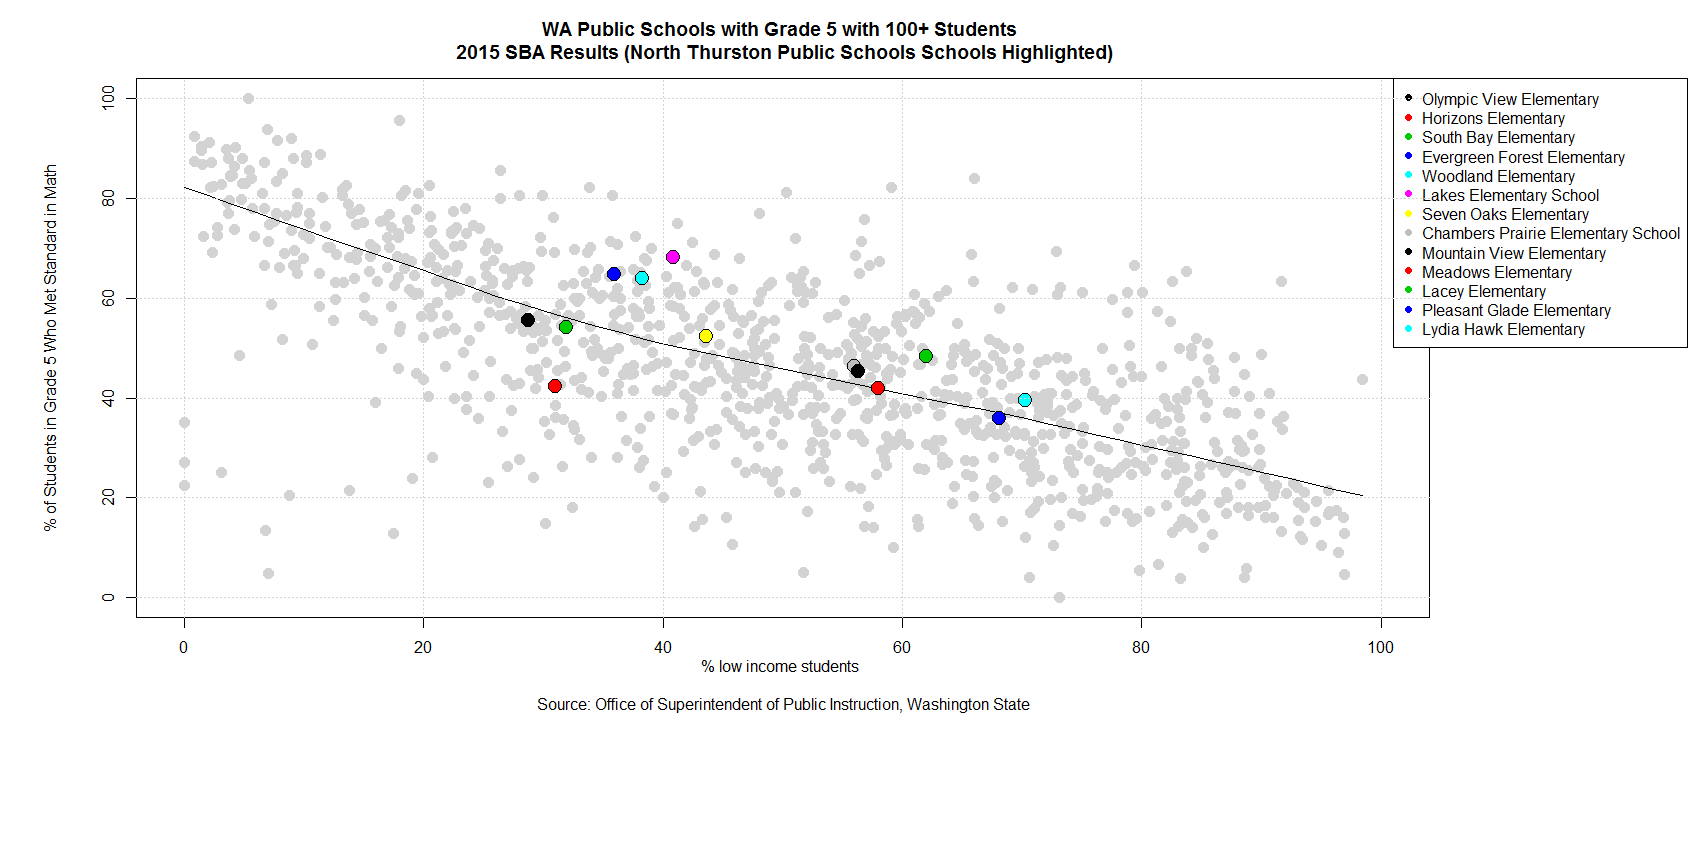 WA Public Schools with Grade 5 with 100+ Students
2015 SBA Results (North Thurston Public Schools Schools Highlighted)
% of Students in Grade 5 Who Met Standard in Math
100
80
60
40
20
0
0 20 40 60 80 100
% low income students
Source: Office of Superintendent of Public Instruction, Washington State
Olympic View Elementary
Horizons Elementary
South Bay Elementary
Evergreen Forest Elementary
Woodland Elementary
Lakes Elementary School
Seven Oaks Elementary
Chambers Prairie Elementary School
Mountain View Elementary
Meadows Elementary
Lacey Elementary
Pleasant Glade Elementary
Lydia Hawk Elementary